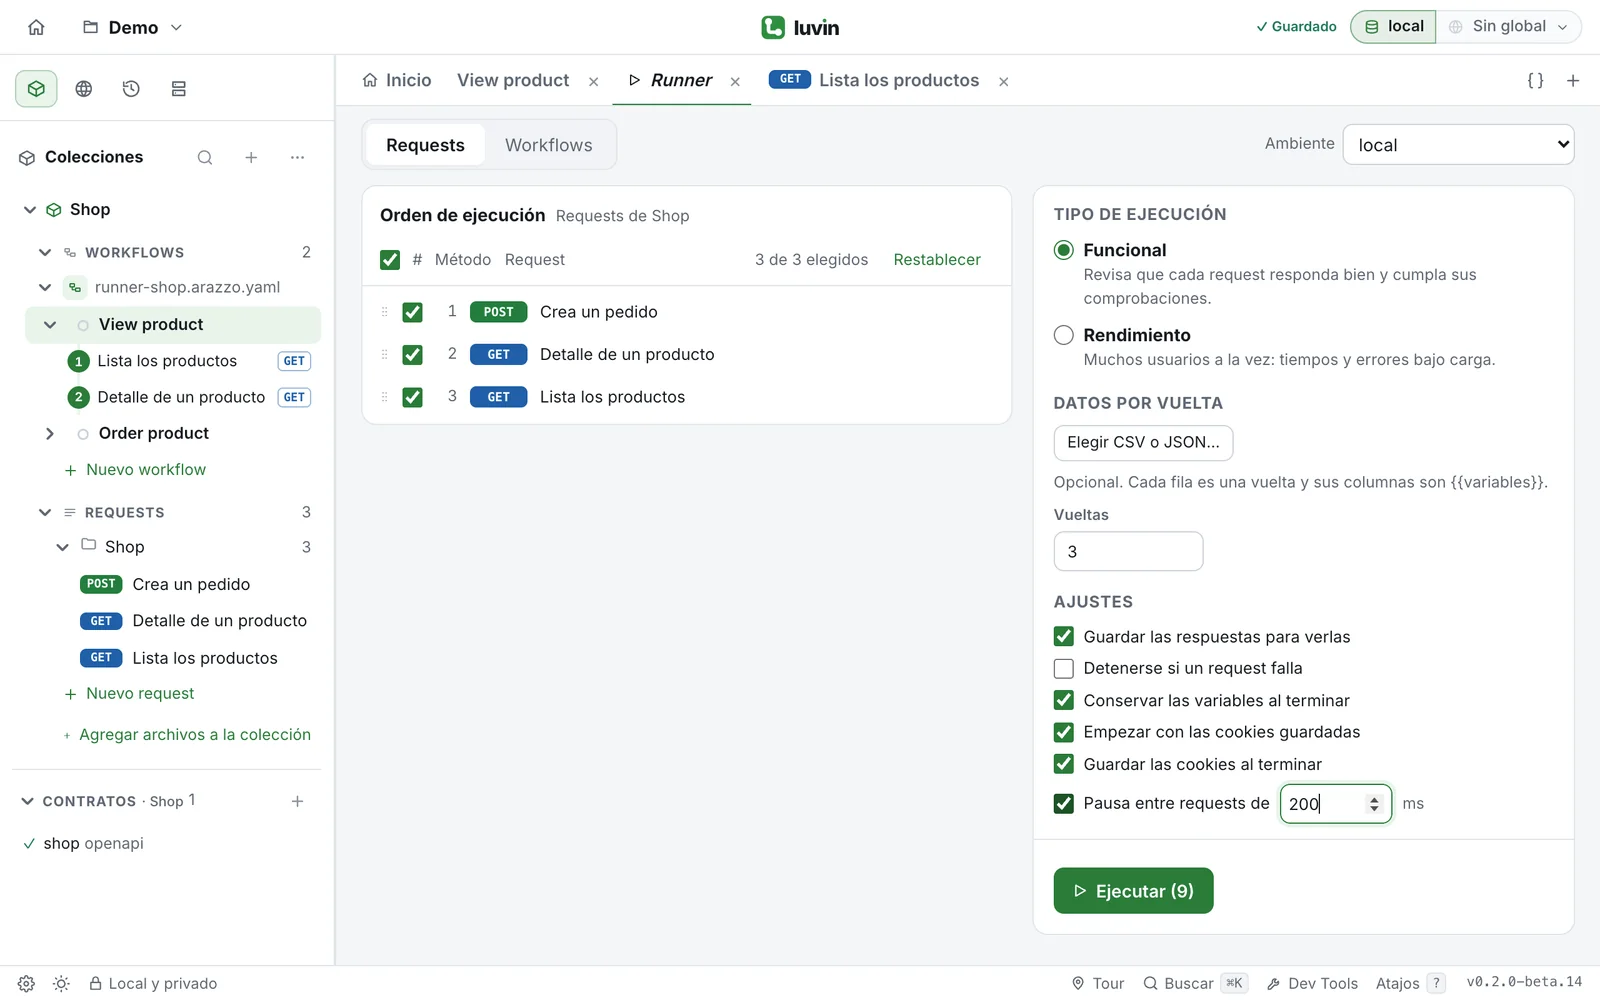 Demo
luvin
Guardado
local
Sin global
Inicio
View product
Runner
GET Lista los productos
{}
Requests
Workflows
Ambiente
local
Colecciones
Shop
WORKFLOWS 2
runner-shop.arazzo.yaml
View product
1 Lista los productos GET
2 Detalle de un producto GET
Order product
+ Nuevo workflow
REQUESTS 3
Shop 3
POST Crea un pedido
GET Detalle de un producto
GET Lista los productos
+ Nuevo request
+ Agregar archivos a la colección
CONTRATOS · Shop 1
shop openapi
Orden de ejecución Requests de Shop
# Método Request 3 de 3 elegidos Restablecer
1 POST Crea un pedido
2 GET Detalle de un producto
3 GET Lista los productos
TIPO DE EJECUCIÓN
Funcional
Revisa que cada request responda bien y cumpla sus
comprobaciones.
Rendimiento
Muchos usuarios a la vez: tiempos y errores bajo carga.
DATOS POR VUELTA
Elegir CSV o JSON...
Opcional. Cada fila es una vuelta y sus columnas son {{variables}}.
Vueltas
3
AJUSTES
Guardar las respuestas para verlas
Detenerse si un request falla
Conservar las variables al terminar
Empezar con las cookies guardadas
Guardar las cookies al terminar
Pausa entre requests de 200 ms
Ejecutar (9)
Local y privado
Tour
Buscar ⌘K
Dev Tools
Atajos ?
v0.2.0-beta.14